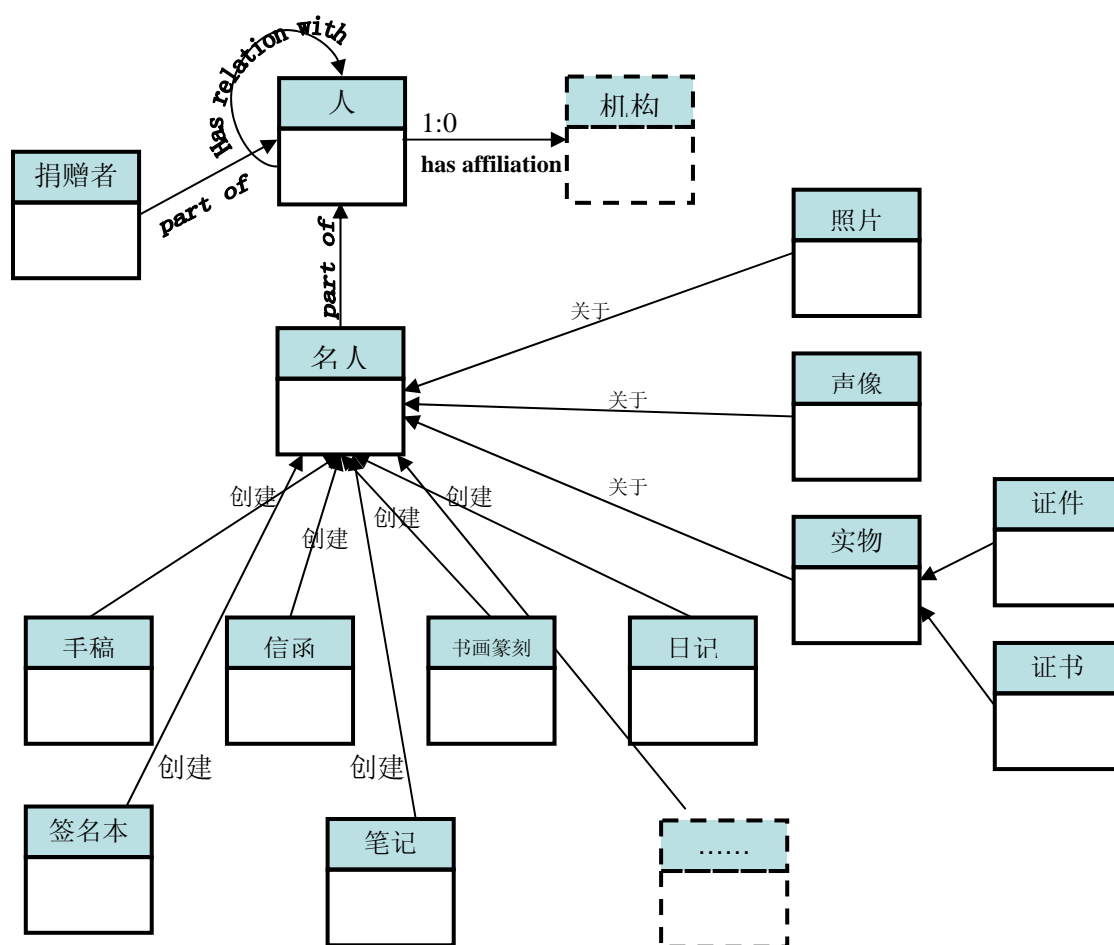 Has relation with
人
机构
1:0
has affiliation
捐赠者
part of
照片
part of
关于
名人
声像
关于
关于
证件
创建
创建
创建
创建
实物
手稿
信函
书画篆刻
日记
证书
创建
创建
签名本
笔记
……